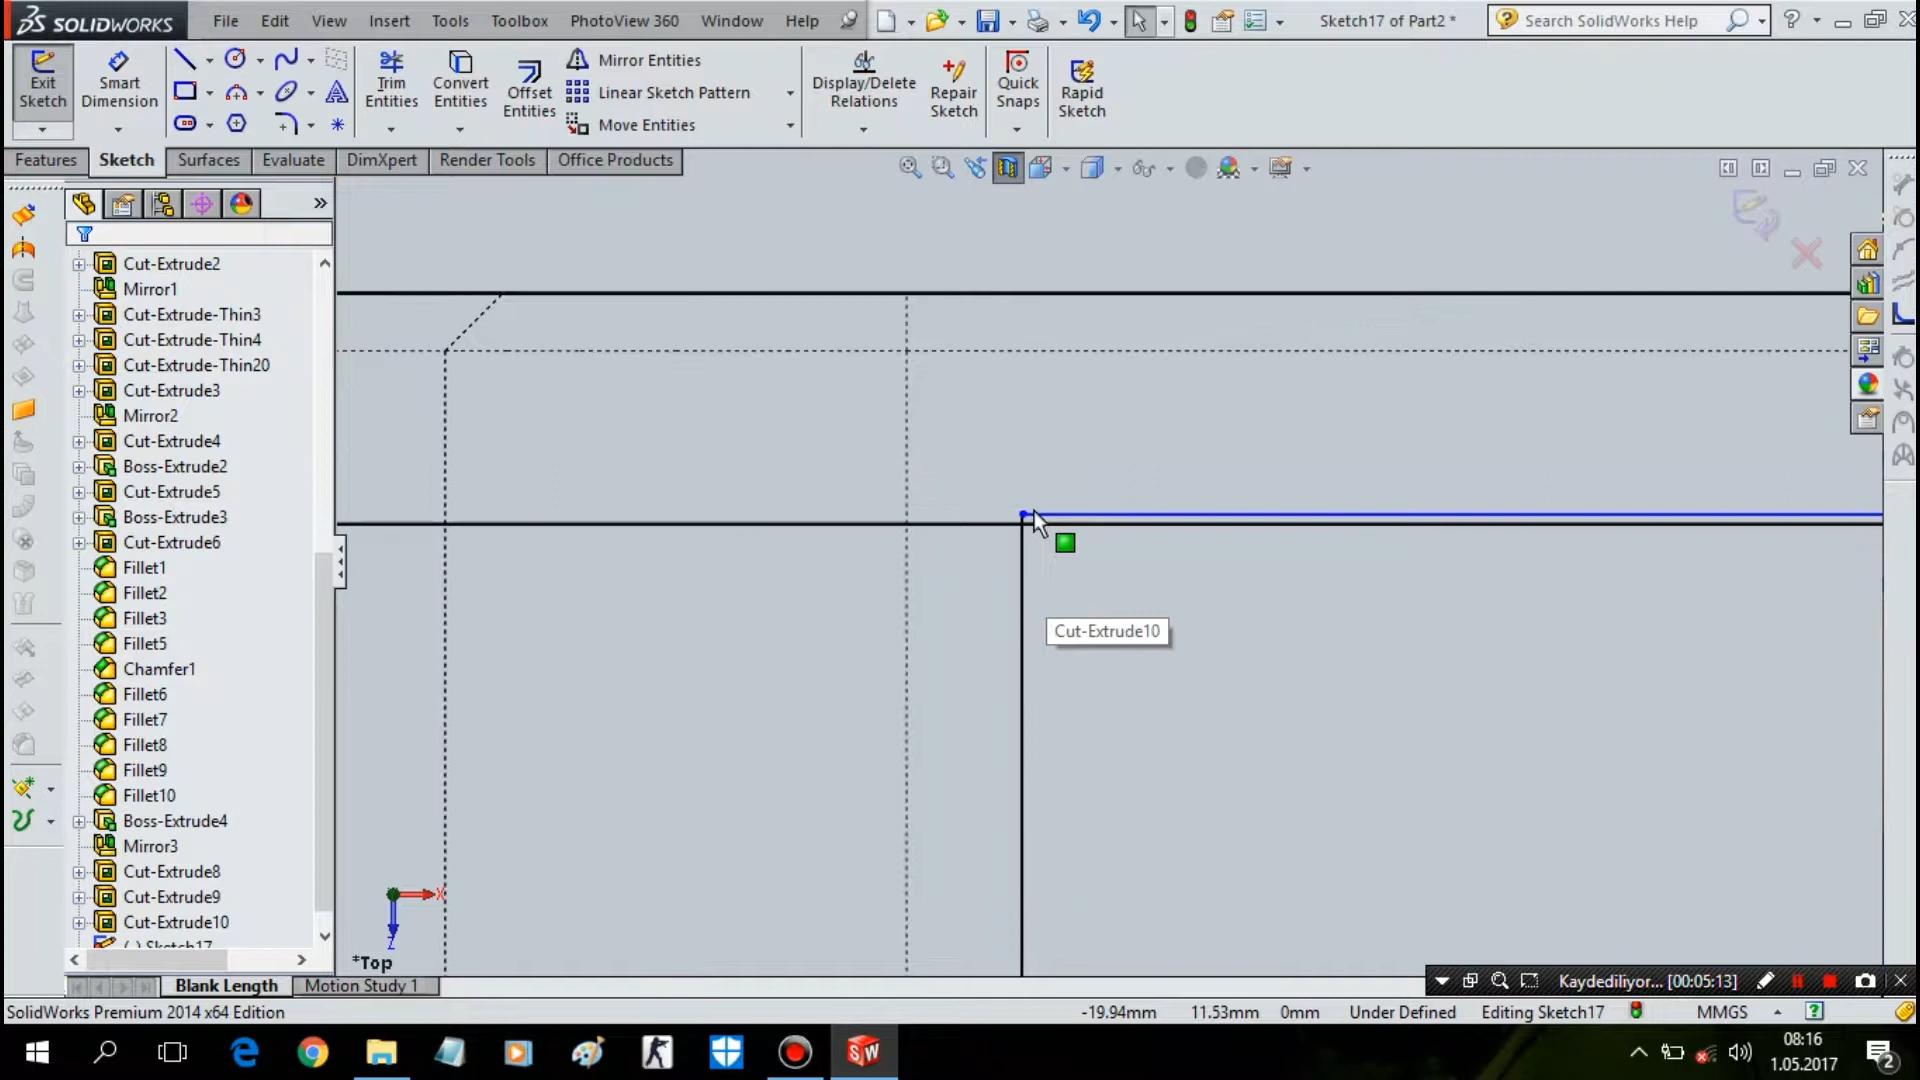 SOLIDWORKS File Edit View Insert Tools Toolbox PhotoView 360 Window Help Sketch17 of Part2 * Search SolidWorks Help
Exit Sketch
Smart Dimension
Trim Entities
Convert Entities
Offset Entities
Mirror Entities
Linear Sketch Pattern
Move Entities
Display/Delete Relations
Repair Sketch
Quick Snaps
Rapid Sketch
Features Sketch Surfaces Evaluate DimXpert Render Tools Office Products
Cut-Extrude2
Mirror1
Cut-Extrude-Thin3
Cut-Extrude-Thin4
Cut-Extrude-Thin20
Cut-Extrude3
Mirror2
Cut-Extrude4
Boss-Extrude2
Cut-Extrude5
Boss-Extrude3
Cut-Extrude6
Fillet1
Fillet2
Fillet3
Fillet5
Chamfer1
Fillet6
Fillet7
Fillet8
Fillet9
Fillet10
Boss-Extrude4
Mirror3
Cut-Extrude8
Cut-Extrude9
Cut-Extrude10
(-) Sketch17
Cut-Extrude10
X
Z
*Top
Blank Length Motion Study 1
Kaydediliyor... [00:05:13]
SolidWorks Premium 2014 x64 Edition -19.94mm 11.53mm 0mm Under Defined Editing Sketch17 MMGS
SW
08:16
1.05.2017
2